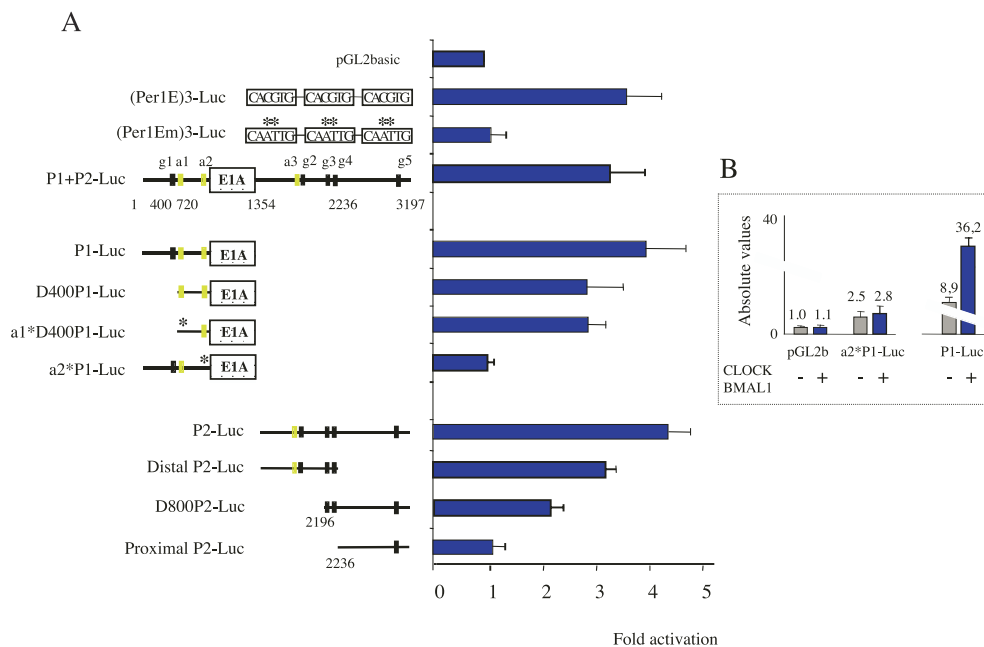 A
pGL2basic
(Per1E)3-Luc CACGTG CACGTG CACGTG
** ** **
(Per1Em)3-Luc CAATTG CAATTG CAATTG
g1 a1 a2 a3 g2 g3 g4 g5
P1+P2-Luc E1A
1 400 720 1354 2236 3197
P1-Luc E1A
D400P1-Luc E1A
a1*D400P1-Luc * E1A
a2*P1-Luc * E1A
P2-Luc
Distal P2-Luc
D800P2-Luc
2196
Proximal P2-Luc
2236
0 1 2 3 4 5
Fold activation
B
Absolute values
40
0
1.0 1.1 2.5 2.8 8,9 36,2
pGL2b a2*P1-Luc P1-Luc
CLOCK
BMAL1
- + - + - +